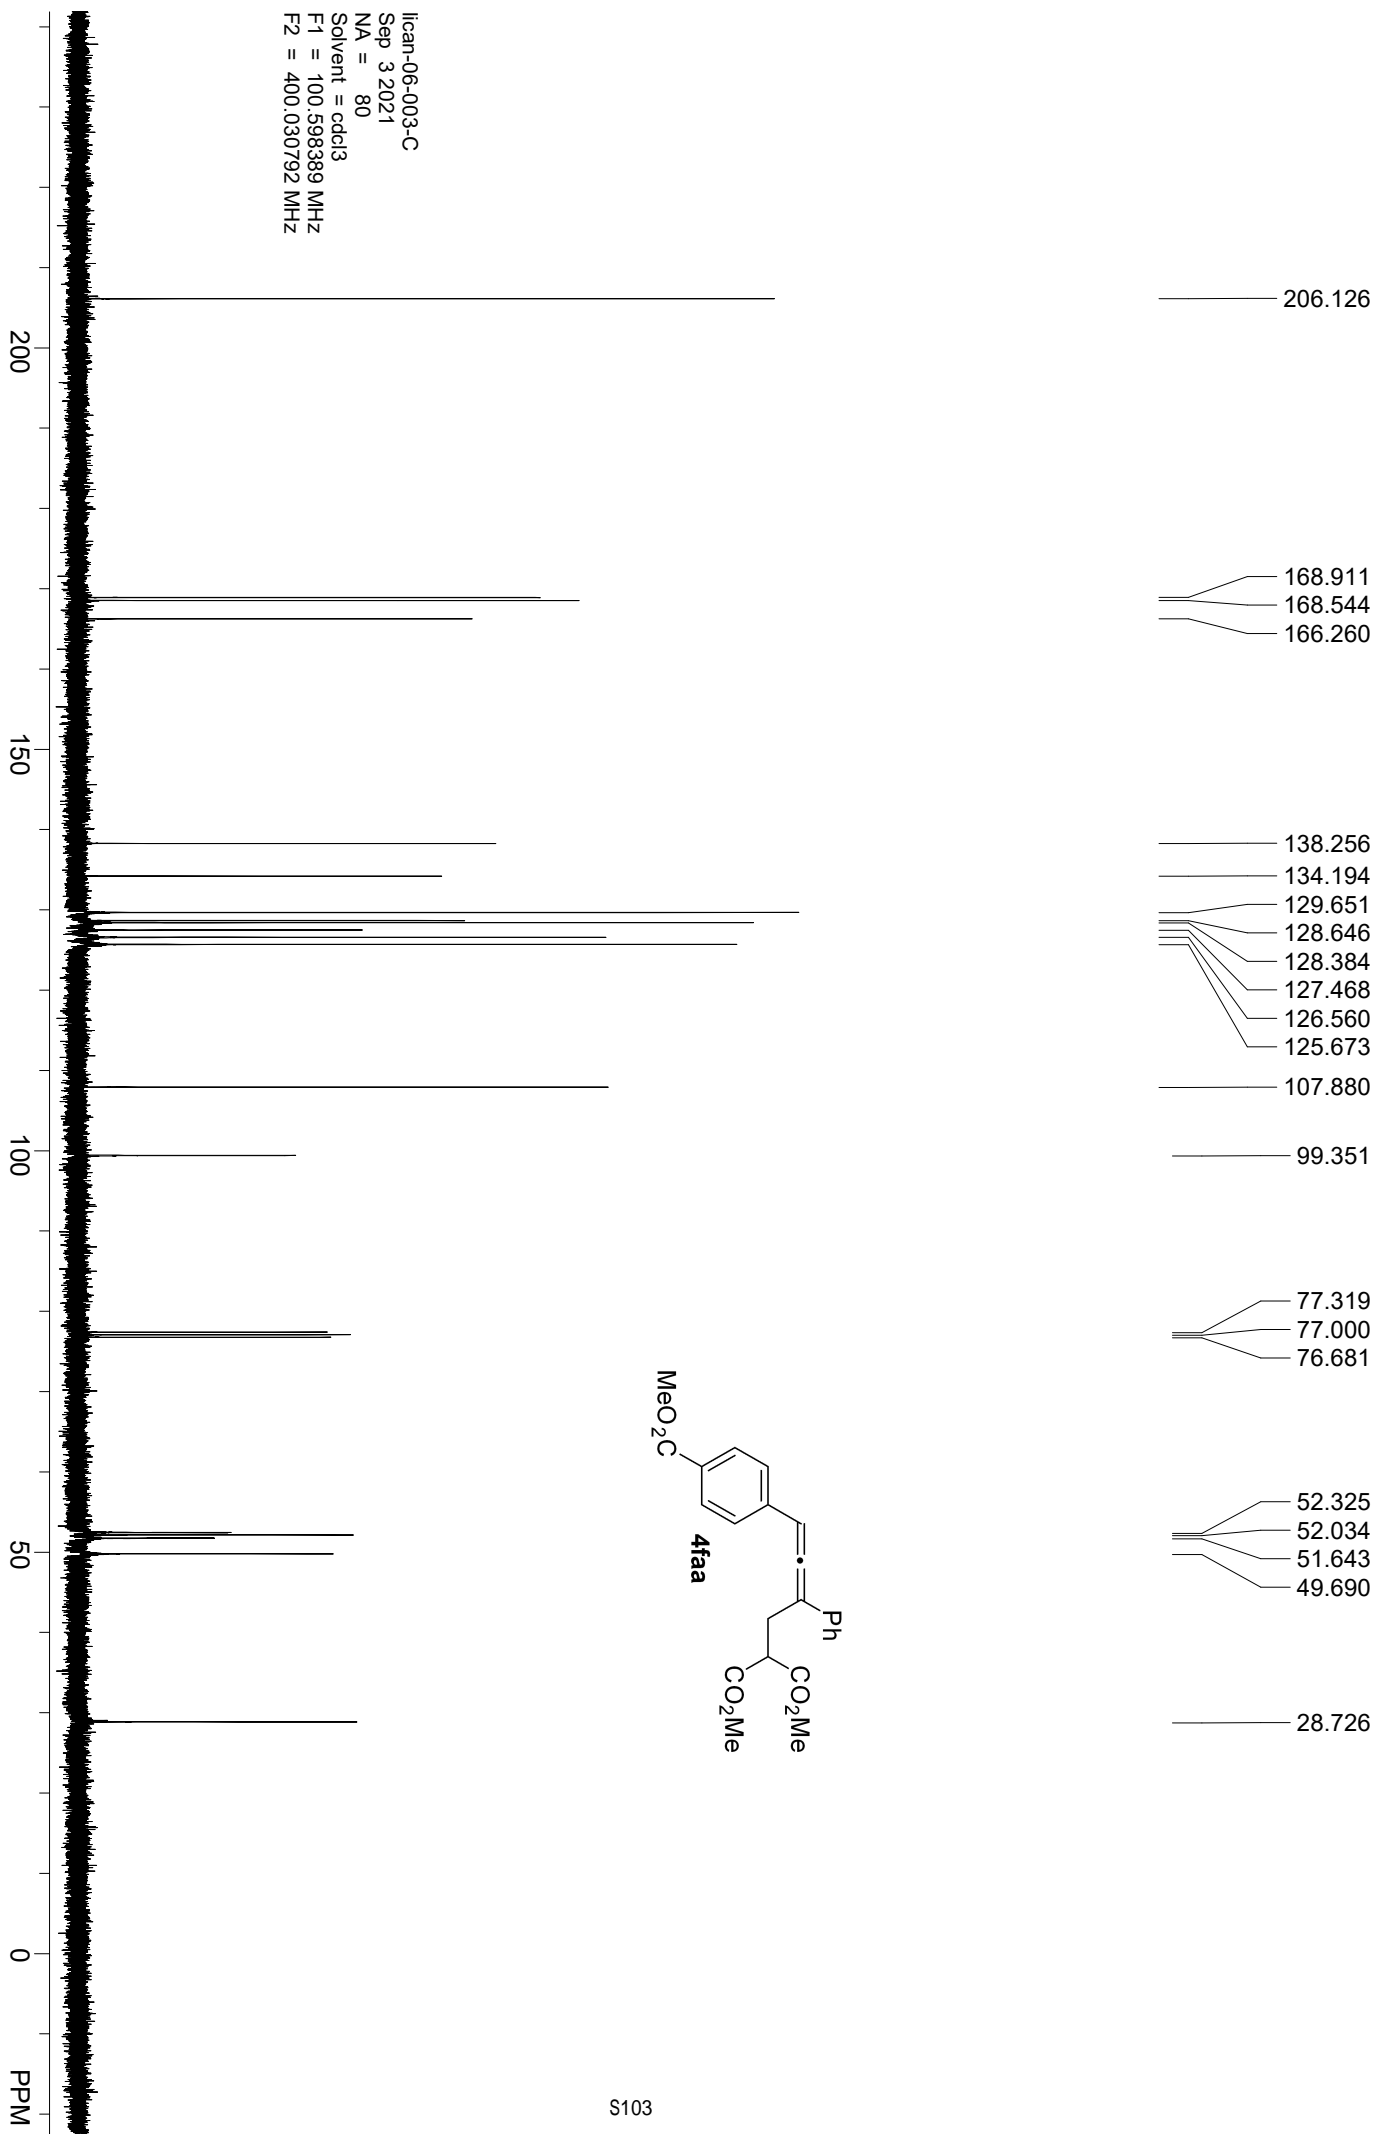 lican-06-003-C
Sep 3 2021
NA = 80
Solvent = cdcl3
F1 = 100.598389 MHz
F2 = 400.030792 MHz
206.126
168.911
168.544
166.260
138.256
134.194
129.651
128.646
128.384
127.468
126.560
125.673
107.880
99.351
77.319
77.000
76.681
52.325
52.034
51.643
49.690
28.726
MeO₂C
Ph
CO₂Me
CO₂Me
4faa
200
150
100
50
0
PPM
S103